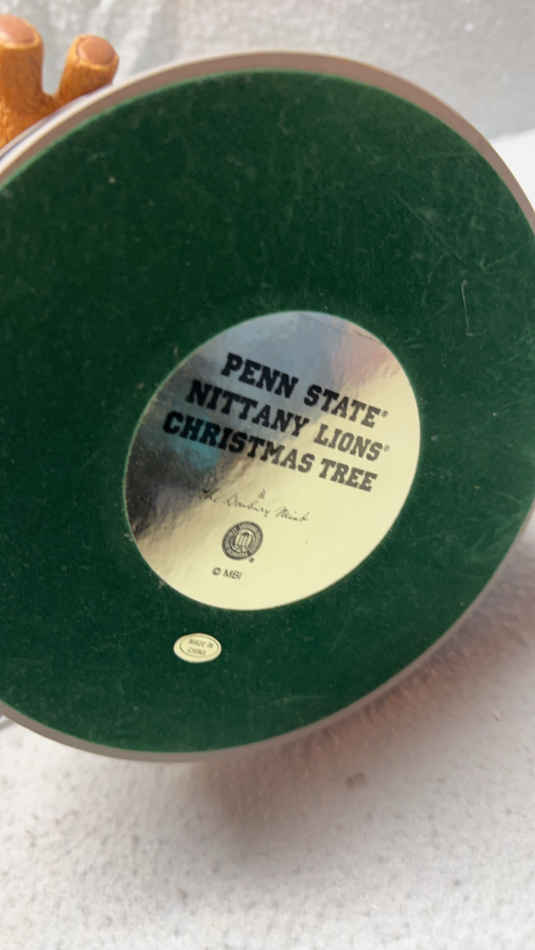 PENN STATE®
NITTANY LIONS®
CHRISTMAS TREE
The Danbury Mint
© MBI
MADE IN
CHINA